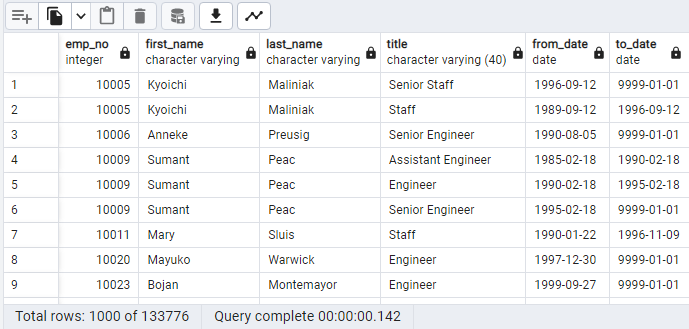 emp_no first_name last_name title from_date to_date
integer character varying character varying character varying (40) date date
1 10005 Kyoichi Maliniak Senior Staff 1996-09-12 9999-01-01
2 10005 Kyoichi Maliniak Staff 1989-09-12 1996-09-12
3 10006 Anneke Preusig Senior Engineer 1990-08-05 9999-01-01
4 10009 Sumant Peac Assistant Engineer 1985-02-18 1990-02-18
5 10009 Sumant Peac Engineer 1990-02-18 1995-02-18
6 10009 Sumant Peac Senior Engineer 1995-02-18 9999-01-01
7 10011 Mary Sluis Staff 1990-01-22 1996-11-09
8 10020 Mayuko Warwick Engineer 1997-12-30 9999-01-01
9 10023 Bojan Montemayor Engineer 1999-09-27 9999-01-01
Total rows: 1000 of 133776 Query complete 00:00:00.142